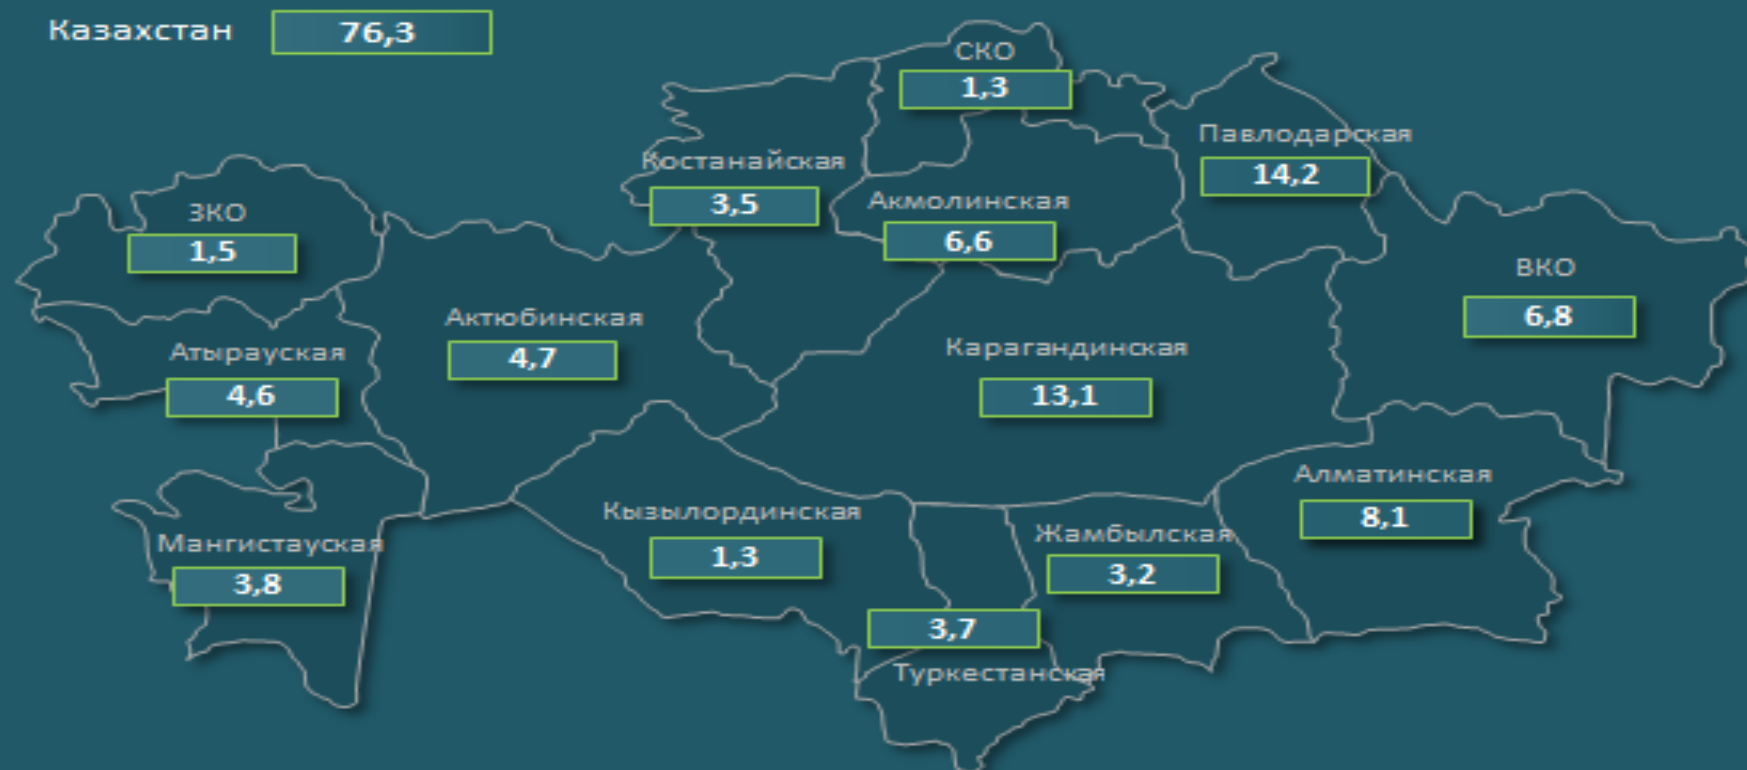 Казахстан
76,3
СКО
1,3
Павлодарская
14,2
Костанайская
3,5
Акмолинская
6,6
ЗКО
1,5
ВКО
6,8
Актюбинская
4,7
Атырауская
4,6
Карагандинская
13,1
Алматинская
8,1
Кызылординская
1,3
Жамбылская
3,2
Мангистауская
3,8
3,7
Туркестанская